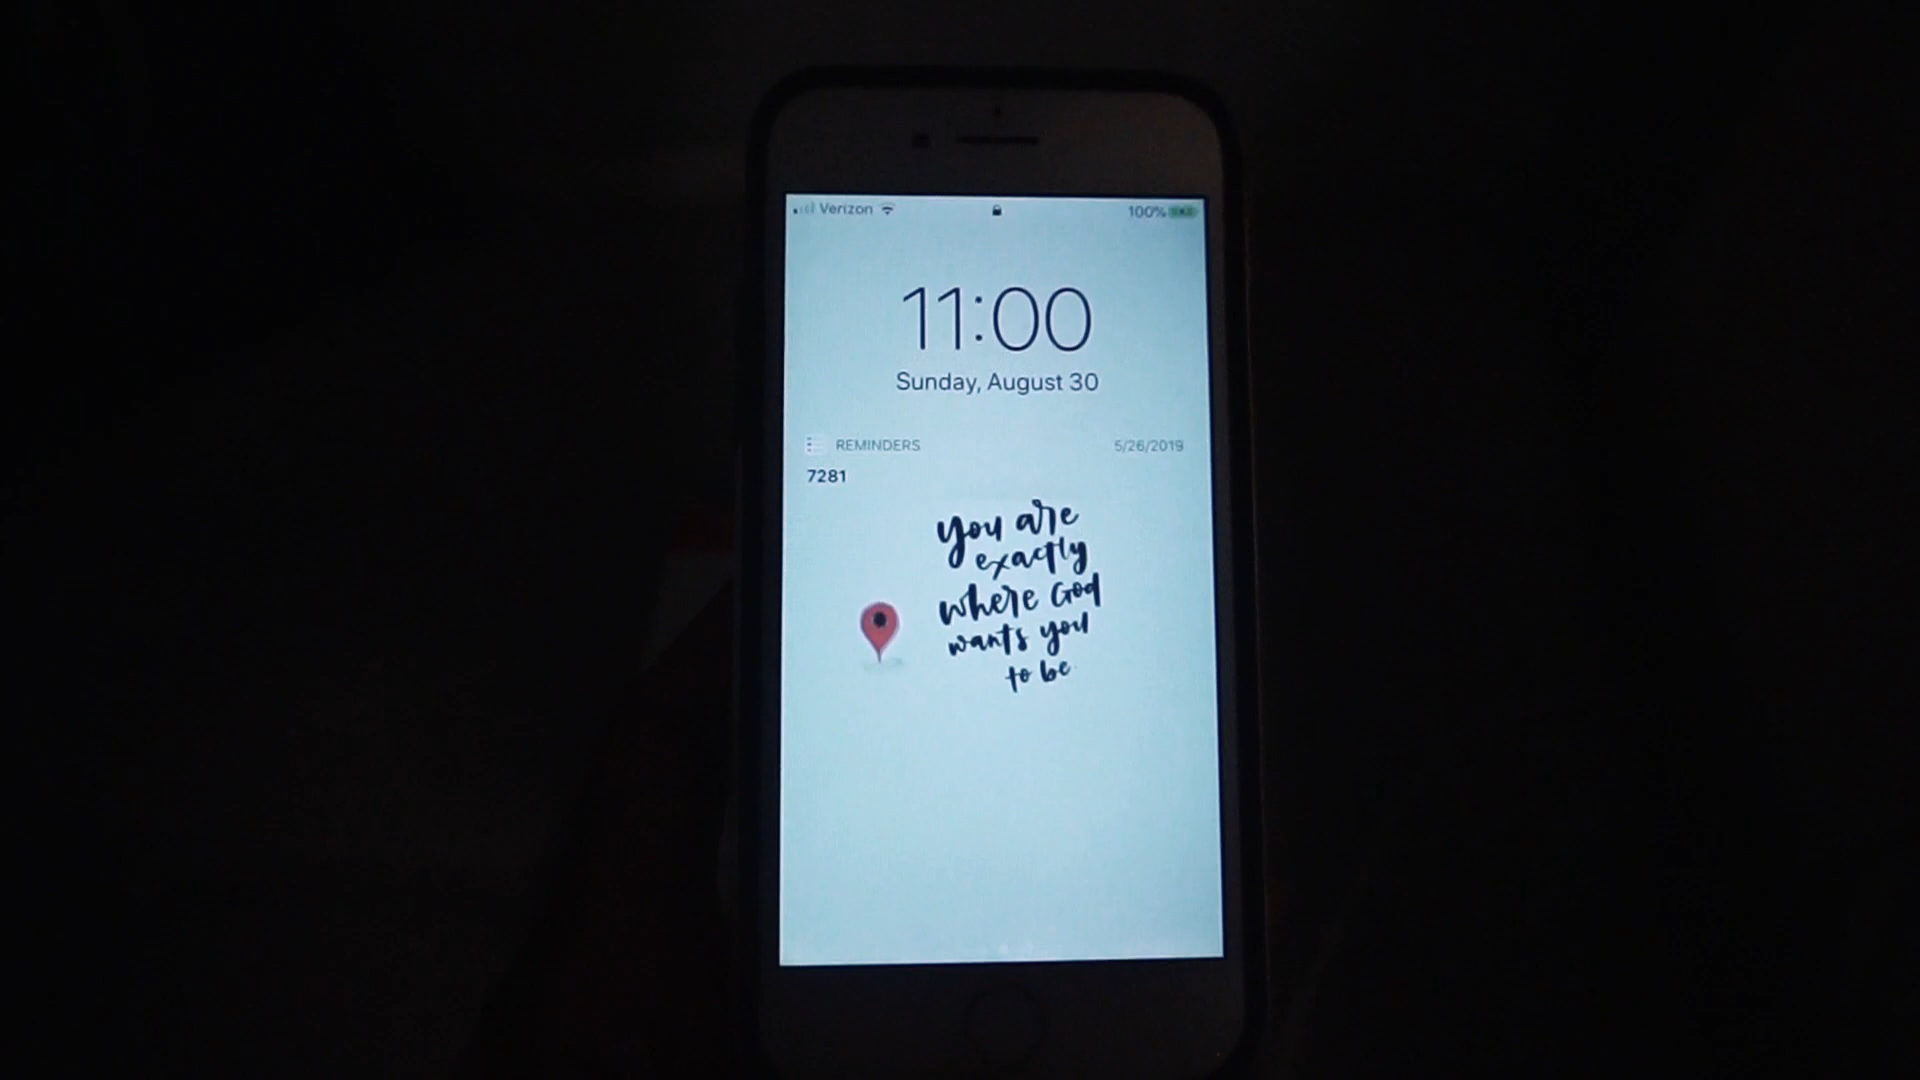 Verizon 100%
11:00
Sunday, August 30
REMINDERS 5/26/2019
7281
you are
exactly
where God
wants you
to be